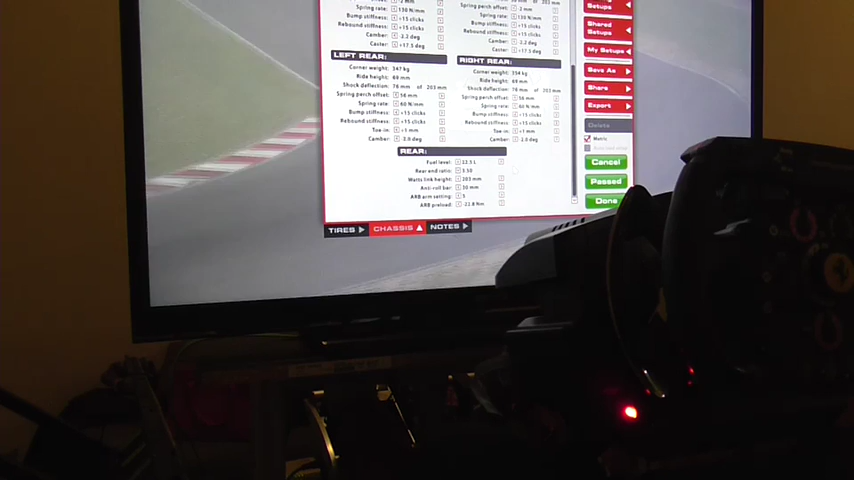 Spring rate: 130 N/mm
Bump stiffness: +15 clicks
Rebound stiffness: +15 clicks
Camber: -2.2 deg
Caster: +17.5 deg
Spring rate: 130 N/mm
Bump stiffness: +15 clicks
Rebound stiffness: +15 clicks
Camber: -2.2 deg
Caster: +17.5 deg
LEFT REAR:
Corner weight: 347 kg
Ride height: 69 mm
Shock deflection: 76 mm of 203 mm
Spring perch offset: 56 mm
Spring rate: 60 N/mm
Bump stiffness: +15 clicks
Rebound stiffness: +15 clicks
Toe-in: +1 mm
Camber: -2.0 deg
RIGHT REAR:
Corner weight: 354 kg
Ride height: 69 mm
Shock deflection: 76 mm of 203 mm
Spring perch offset: 56 mm
Spring rate: 60 N/mm
Bump stiffness: +15 clicks
Rebound stiffness: +15 clicks
Toe-in: +1 mm
Camber: -2.0 deg
REAR:
Rear end ratio: 3.50
Watts link height: 203 mm
Anti-roll bar: 30 mm
ARB arm setting: 5
ARB preload:
TIRES
CHASSIS
NOTES
Setups
Shared
Setups
My Setups
Save As
Share
Export
Delete
Metric
Cancel
Passed
Done